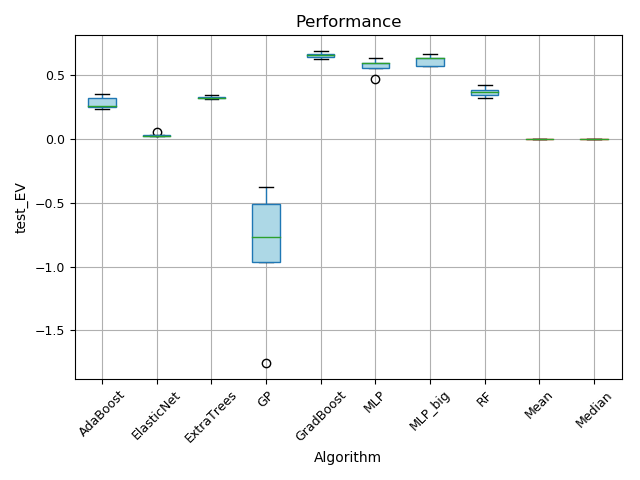 Performance
test_EV
0.5
0.0
−0.5
−1.0
−1.5
AdaBoost
ElasticNet
ExtraTrees
GP
GradBoost
MLP
MLP_big
RF
Mean
Median
Algorithm